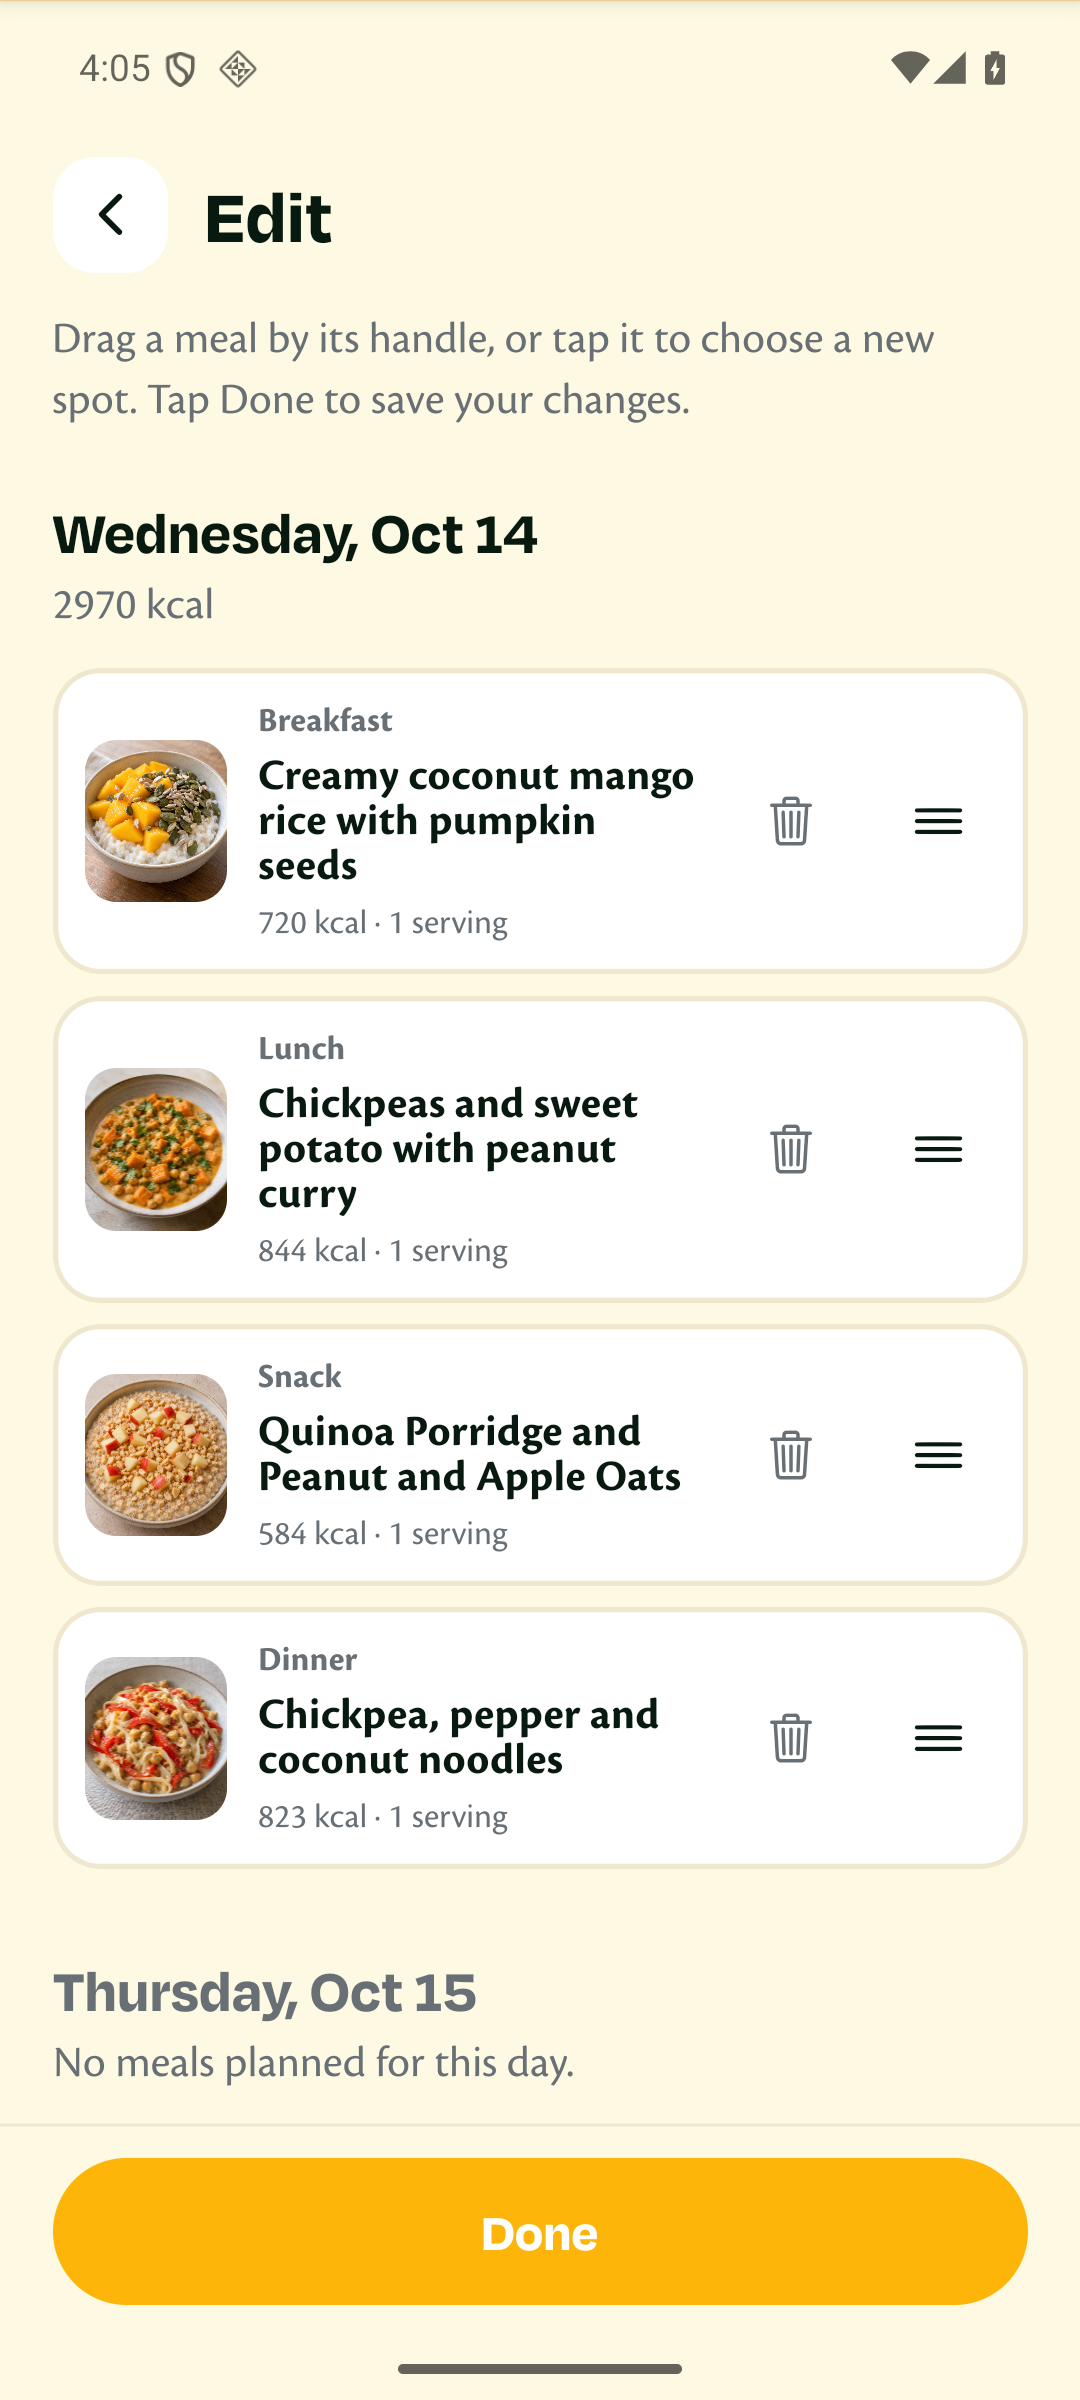 4:05
Edit
Drag a meal by its handle, or tap it to choose a new
spot. Tap Done to save your changes.
Wednesday, Oct 14
2970 kcal
Breakfast
Creamy coconut mango
rice with pumpkin
seeds
720 kcal · 1 serving
Lunch
Chickpeas and sweet
potato with peanut
curry
844 kcal · 1 serving
Snack
Quinoa Porridge and
Peanut and Apple Oats
584 kcal · 1 serving
Dinner
Chickpea, pepper and
coconut noodles
823 kcal · 1 serving
Thursday, Oct 15
No meals planned for this day.
Done